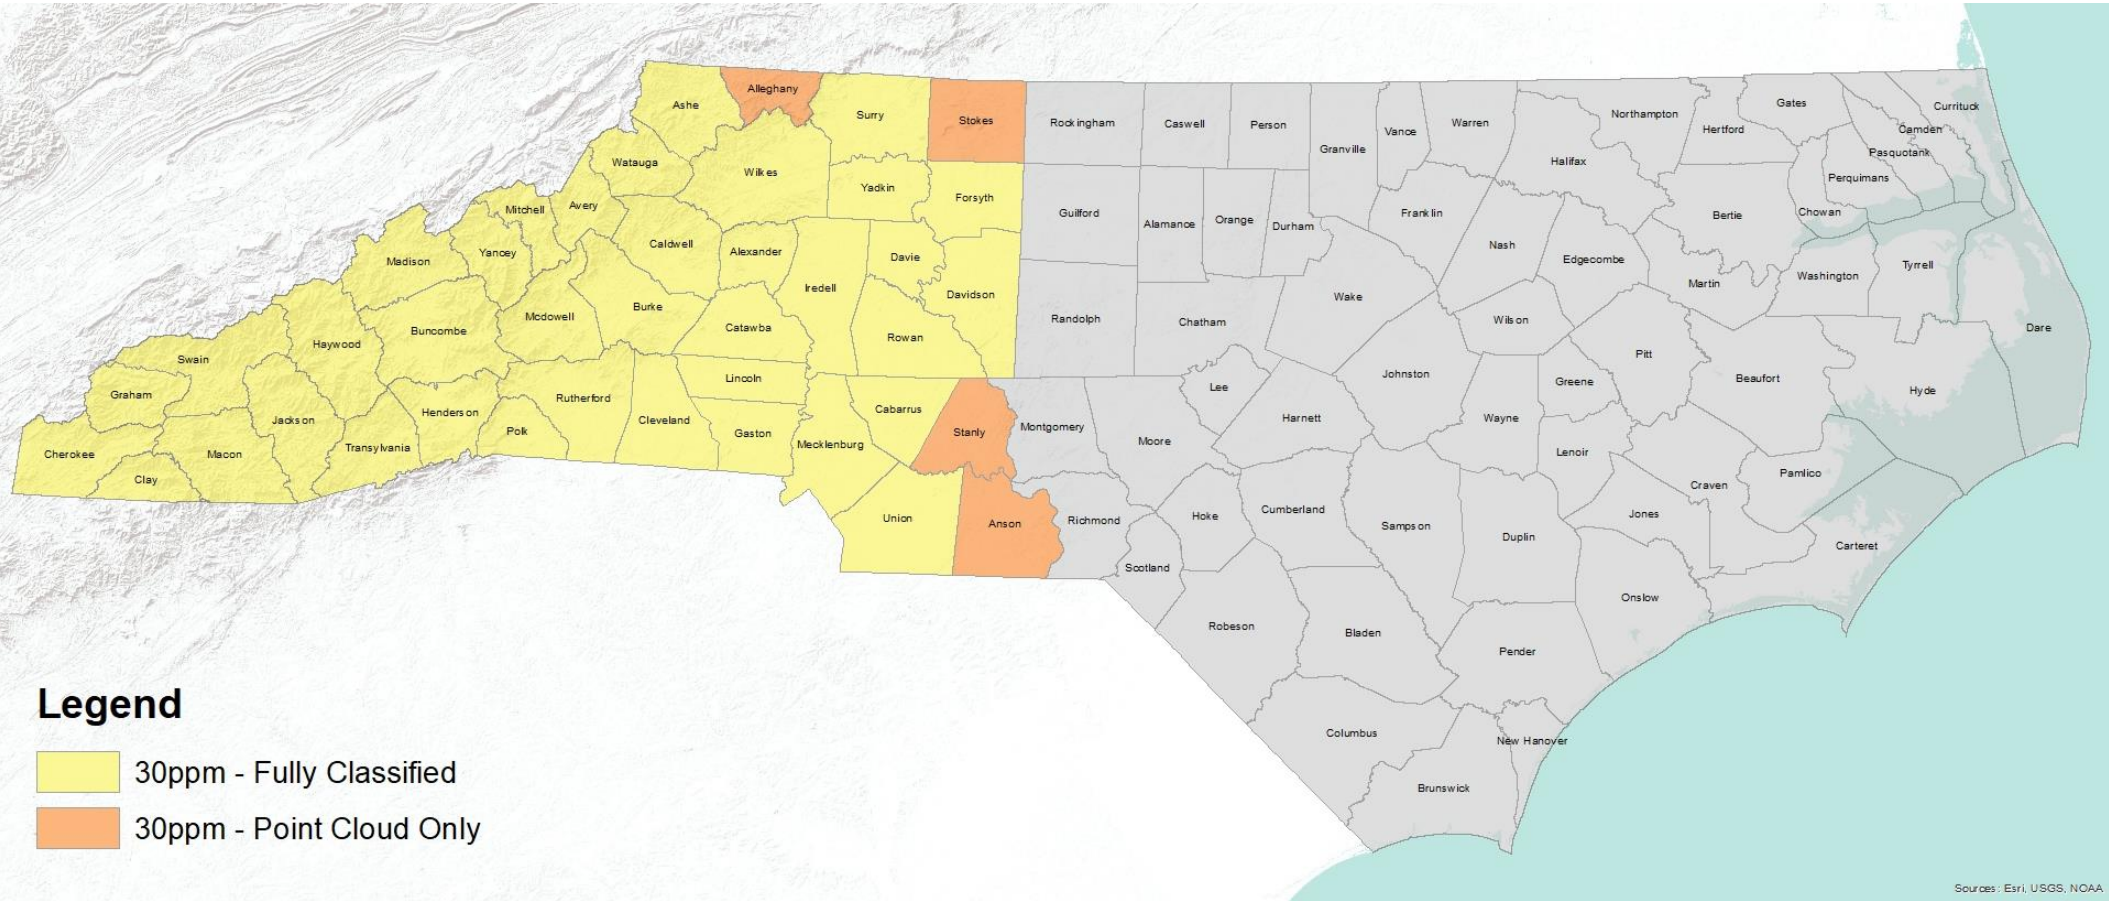 Alleghany
Ashe
Surry
Stokes
Rockingham
Caswell
Person
Granville
Vance
Warren
Northampton
Hertford
Gates
Currituck
Camden
Pasquotank
Perquimans
Chowan
Halifax
Bertie
Watauga
Wilkes
Yadkin
Forsyth
Guilford
Alamance
Orange
Durham
Franklin
Nash
Edgecombe
Martin
Washington
Tyrrell
Dare
Mitchell
Avery
Yancey
Madison
Caldwell
Alexander
Iredell
Davie
Davidson
Randolph
Chatham
Wake
Wilson
Pitt
Beaufort
Hyde
Swain
Haywood
Buncombe
Mcdowell
Burke
Catawba
Rowan
Lincoln
Graham
Jackson
Henderson
Rutherford
Cleveland
Gaston
Mecklenburg
Cabarrus
Stanly
Montgomery
Moore
Lee
Harnett
Johnston
Wayne
Greene
Lenoir
Craven
Pamlico
Cherokee
Clay
Macon
Transylvania
Polk
Union
Anson
Richmond
Scotland
Hoke
Cumberland
Sampson
Duplin
Jones
Carteret
Onslow
Robeson
Bladen
Pender
Columbus
New Hanover
Brunswick
Legend
30ppm - Fully Classified
30ppm - Point Cloud Only
Sources: Esri, USGS, NOAA